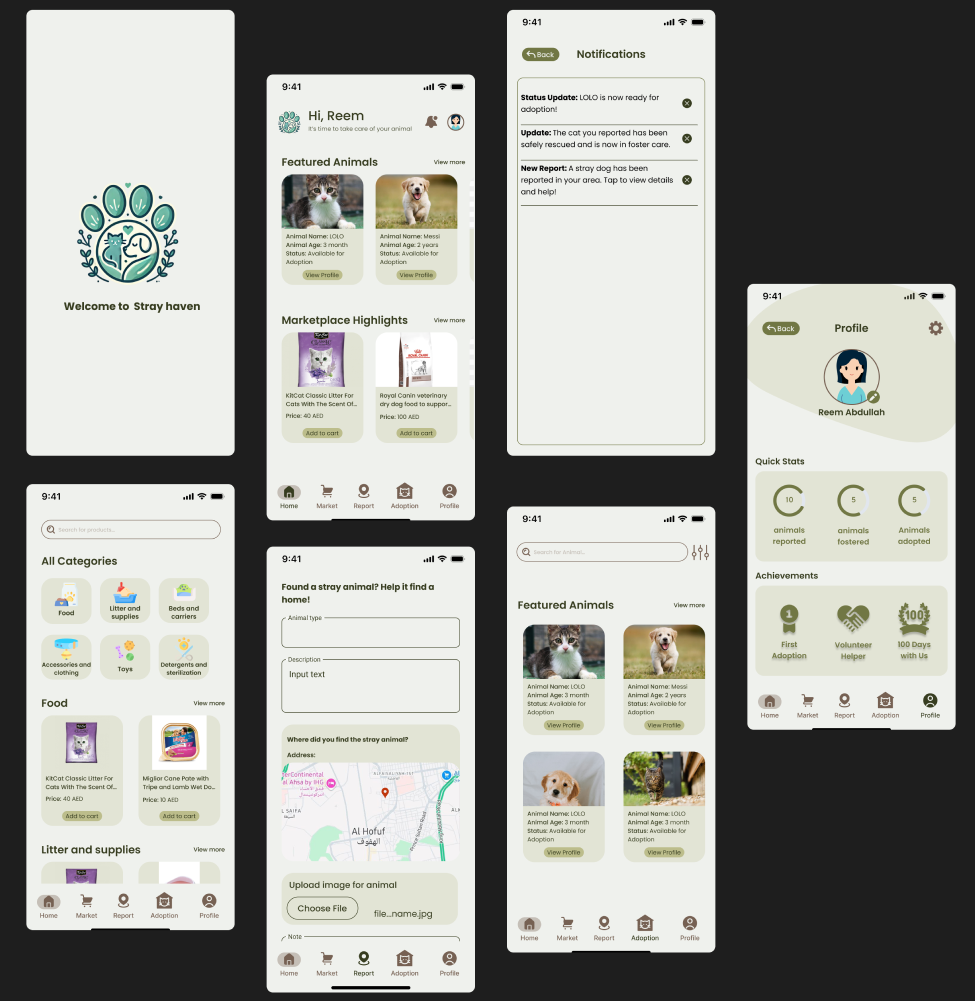 Welcome to Stray haven
9:41
Hi, Reem
It's time to take care of your animal
Featured Animals
View more
Animal Name: LOLO
Animal Age: 3 month
Status: Available for
Adoption
View Profile
Animal Name: Messi
Animal Age: 2 years
Status: Available for
Adoption
View Profile
Marketplace Highlights
View more
KitCat Classic Litter For
Cats With The Scent Of...
Price: 40 AED
Add to cart
ROYAL CANIN
Royal Canin veterinary
dry dog food to suppor...
Price: 100 AED
Add to cart
Home
Market
Report
Adoption
Profile
9:41
Back
Notifications
Status Update: LOLO is now ready for
adoption!
Update: The cat you reported has been
safely rescued and is now in foster care.
New Report: A stray dog has been
reported in your area. Tap to view details
and help!
9:41
Back
Profile
Reem Abdullah
Quick Stats
10
animals
reported
5
animals
fostered
5
Animals
adopted
Achievements
1
First
Adoption
Volunteer
Helper
100
100 Days
with Us
Home
Market
Report
Adoption
Profile
9:41
Search for products...
All Categories
Food
Litter and
supplies
Beds and
carriers
Accessories and
clothing
Toys
Detergents and
sterilization
Food
View more
KitCat Classic Litter For
Cats With The Scent Of...
Price: 40 AED
Add to cart
Miglior Cane Pate with
Tripe and Lamb Wet Do...
Price: 10 AED
Add to cart
Litter and supplies
View more
Home
Market
Report
Adoption
Profile
9:41
Found a stray animal? Help it find a
home!
Animal type
Description
Input text
Where did you find the stray animal?
Address:
erContinental
al Ahsa by IHG
AL SAIFA
السيفة
Al Hofuf
الهفوف
Prince Sultan Road
Upload image for animal
Choose File
file...name.jpg
Note
Home
Market
Report
Adoption
Profile
9:41
Search for Animal...
Featured Animals
View more
Animal Name: LOLO
Animal Age: 3 month
Status: Available for
Adoption
View Profile
Animal Name: Messi
Animal Age: 2 years
Status: Available for
Adoption
View Profile
Animal Name: LOLO
Animal Age: 3 month
Status: Available for
Adoption
View Profile
Animal Name: LOLO
Animal Age: 3 month
Status: Available for
Adoption
View Profile
Home
Market
Report
Adoption
Profile